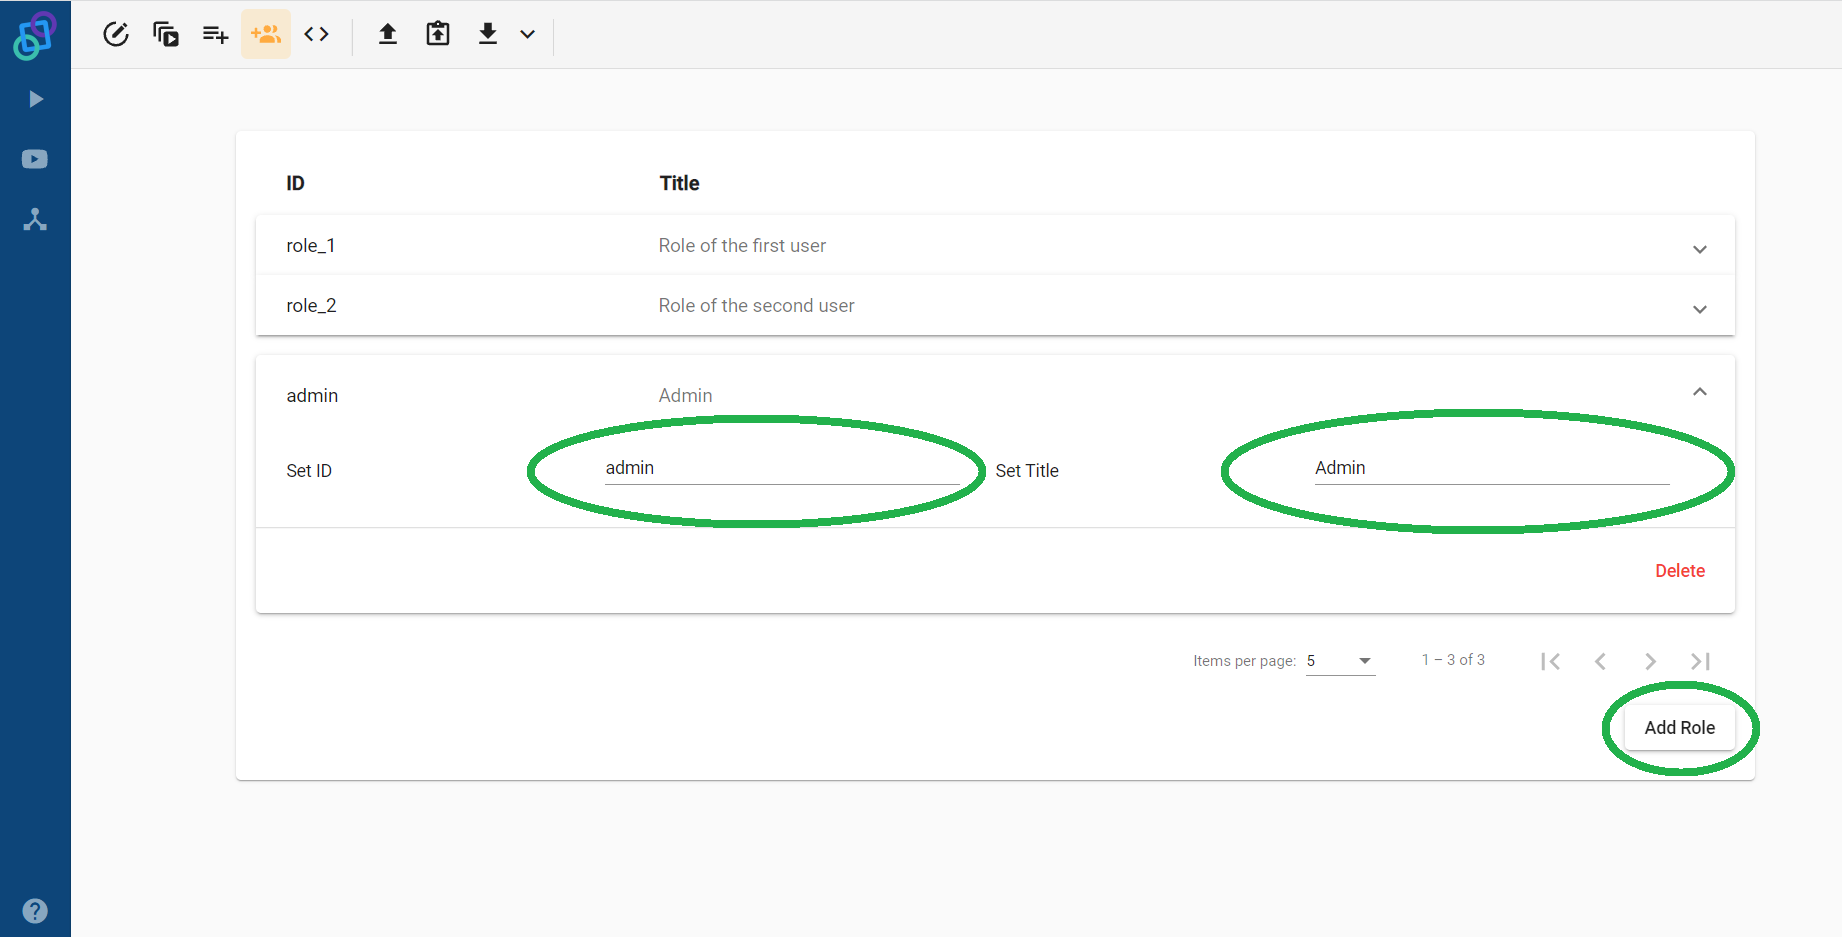 ID Title
role_1 Role of the first user
role_2 Role of the second user
admin Admin
Set ID admin Set Title Admin
Delete
Items per page: 5 1 – 3 of 3
Add Role